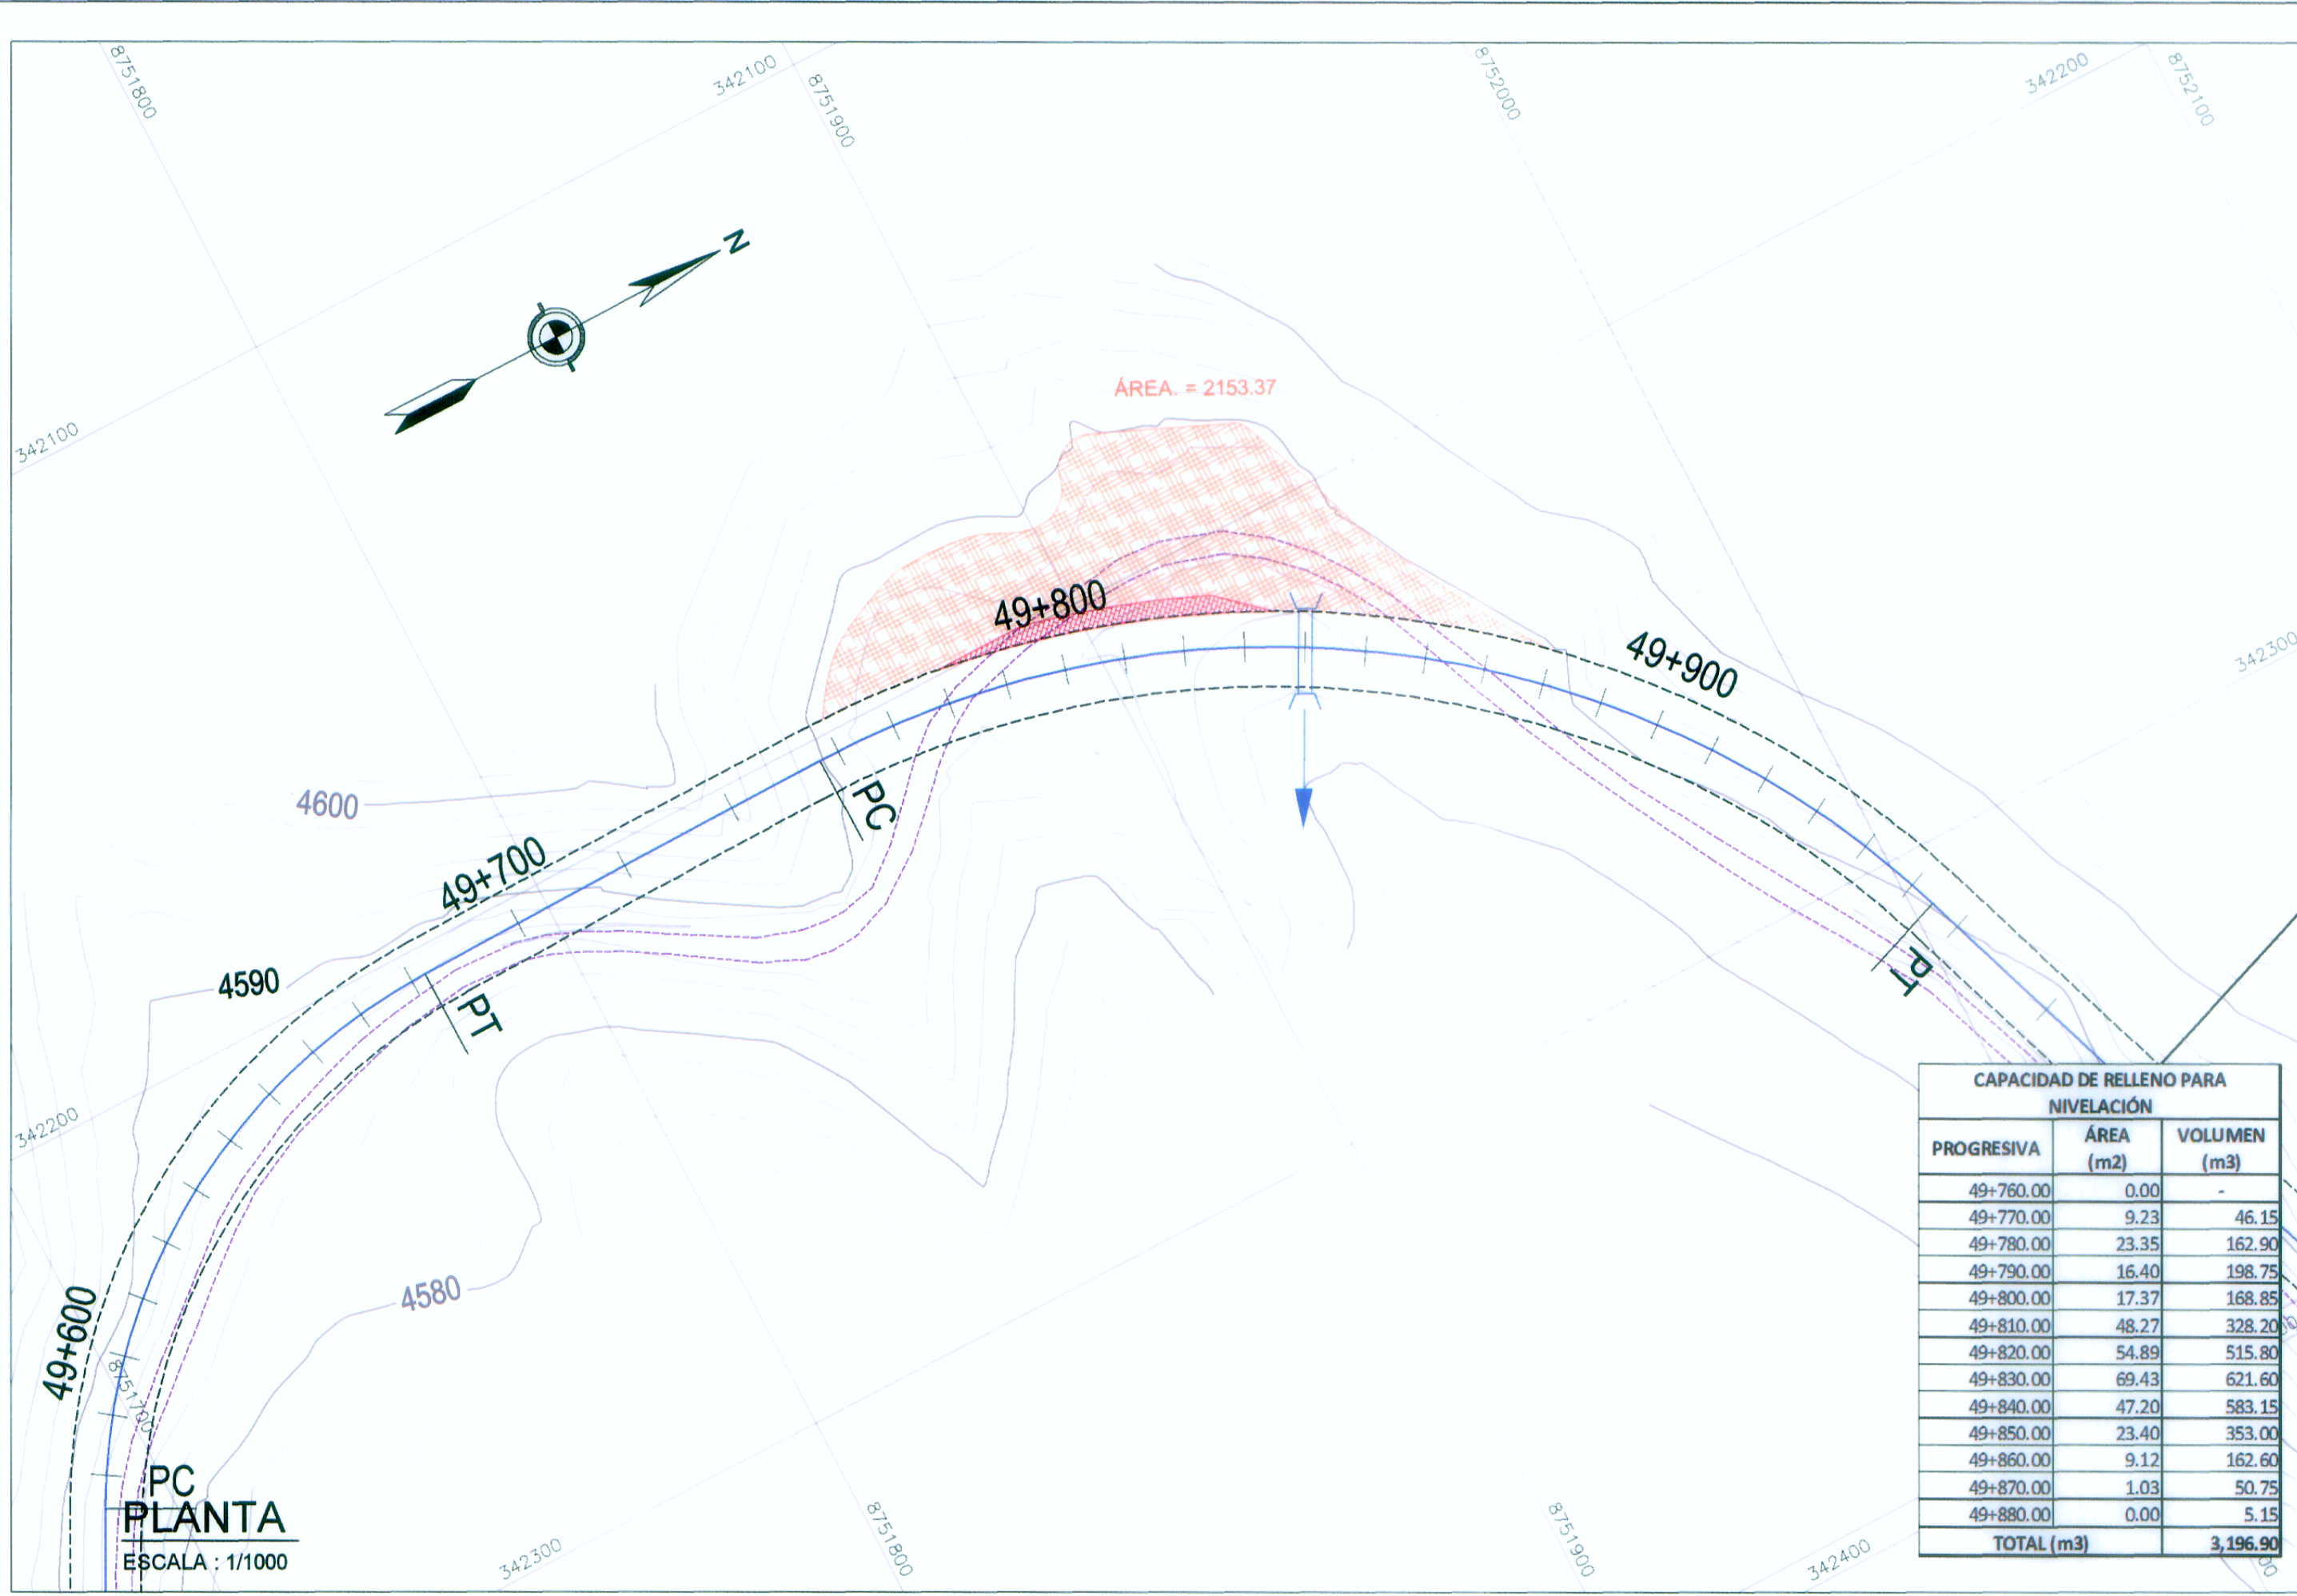 8751800
342100
8751900
8752000
342200
8752100
N
342100
ÁREA. = 2153.37
49+800
49+900
342300
4600
PC
49+700
4590
PT
PT
342200
4580
49+600
8751700
PC
PLANTA
ESCALA : 1/1000
342300
8751800
8751900
342400
CAPACIDAD DE RELLENO PARA
NIVELACIÓN
PROGRESIVA ÁREA (m2) VOLUMEN (m3)
49+760.00 0.00 -
49+770.00 9.23 46.15
49+780.00 23.35 162.90
49+790.00 16.40 198.75
49+800.00 17.37 168.85
49+810.00 48.27 328.20
49+820.00 54.89 515.80
49+830.00 69.43 621.60
49+840.00 47.20 583.15
49+850.00 23.40 353.00
49+860.00 9.12 162.60
49+870.00 1.03 50.75
49+880.00 0.00 5.15
TOTAL (m3) 3,196.90